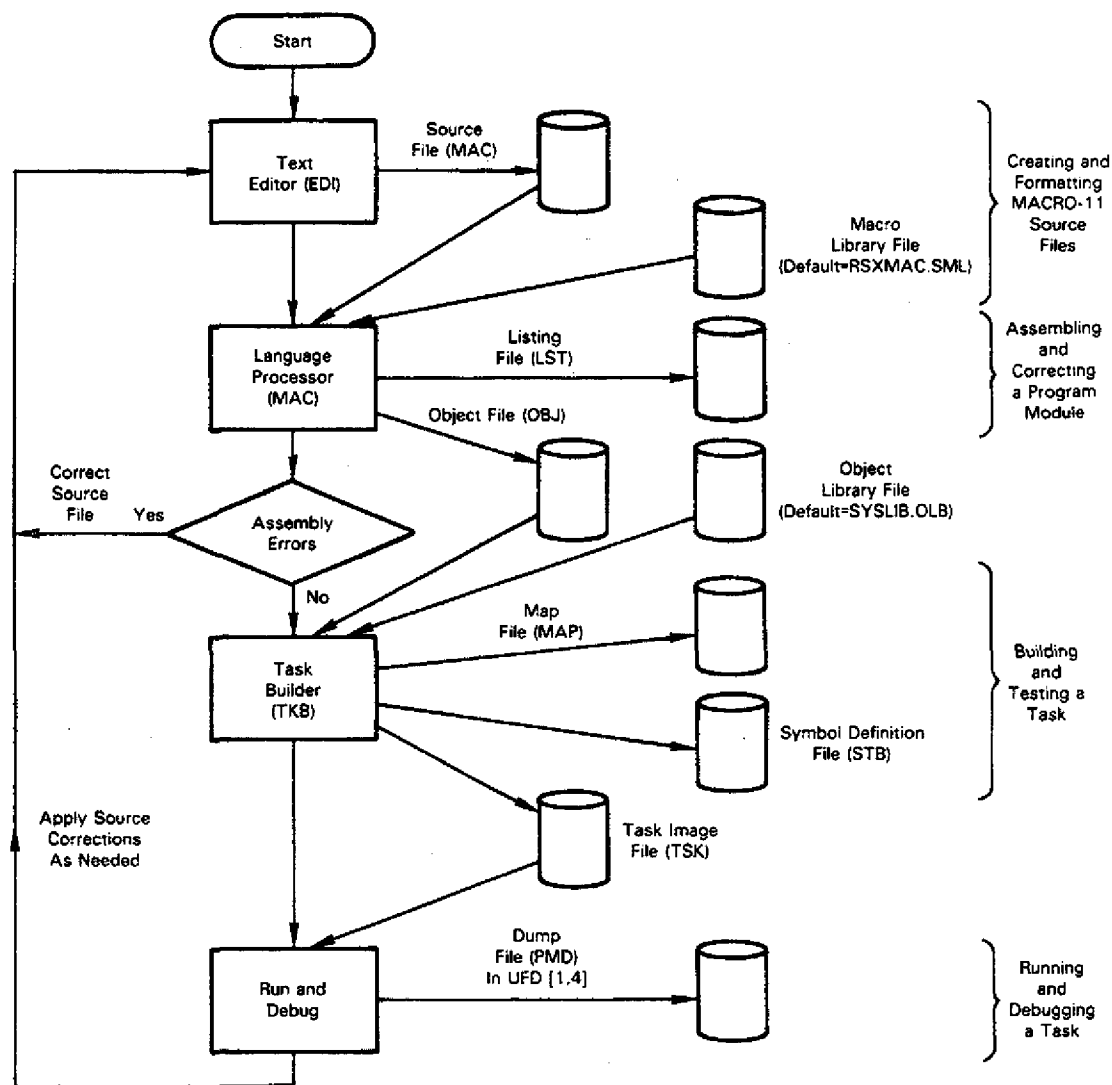 Start
Text
Editor (EDI)
Source
File (MAC)
Macro
Library File
(Default=RSXMAC.SML)
Creating and
Formatting
MACRO-11
Source
Files
Language
Processor
(MAC)
Listing
File (LST)
Object File (OBJ)
Assembling
and
Correcting
a Program
Module
Correct
Source
File
Yes
Assembly
Errors
No
Object
Library File
(Default=SYSLIB.OLB)
Task
Builder
(TKB)
Map
File (MAP)
Symbol Definition
File (STB)
Building
and
Testing a
Task
Task Image
File (TSK)
Apply Source
Corrections
As Needed
Run and
Debug
Dump
File (PMD)
In UFD [1,4]
Running
and
Debugging
a Task